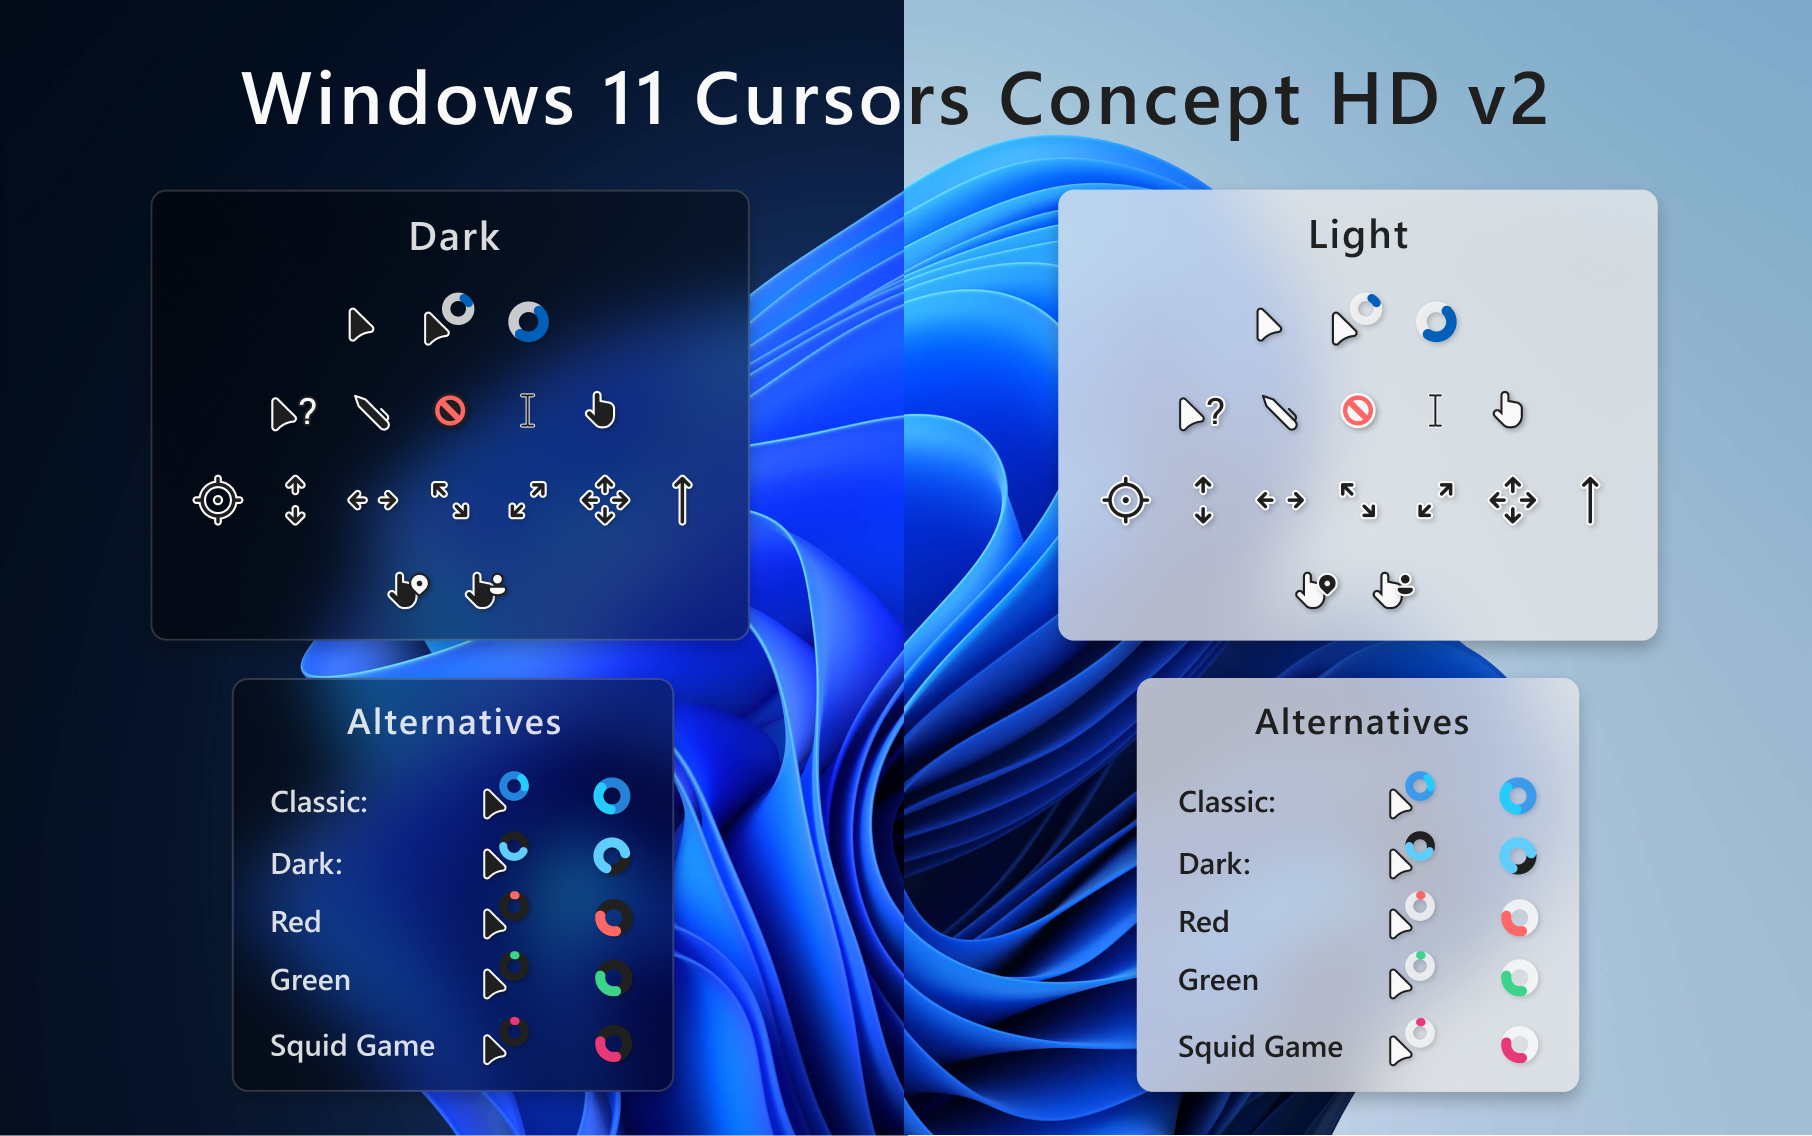 Windows 11 Cursors Concept HD v2
Dark
?
Alternatives
Classic:
Dark:
Red
Green
Squid Game
Light
?
Alternatives
Classic:
Dark:
Red
Green
Squid Game